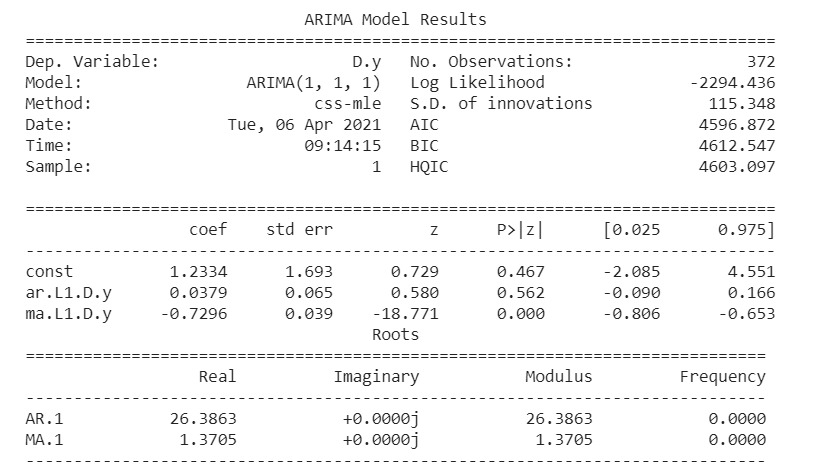 ARIMA Model Results
==============================================================================
Dep. Variable:                    D.y   No. Observations:                  372
Model:                 ARIMA(1, 1, 1)   Log Likelihood               -2294.436
Method:                       css-mle   S.D. of innovations            115.348
Date:                Tue, 06 Apr 2021   AIC                           4596.872
Time:                        09:14:15   BIC                           4612.547
Sample:                             1   HQIC                          4603.097
==============================================================================
coef    std err          z      P>|z|      [0.025      0.975]
------------------------------------------------------------------------------
const          1.2334      1.693      0.729      0.467      -2.085       4.551
ar.L1.D.y      0.0379      0.065      0.580      0.562      -0.090       0.166
ma.L1.D.y     -0.7296      0.039    -18.771      0.000      -0.806      -0.653
Roots
=============================================================================
Real          Imaginary           Modulus         Frequency
-----------------------------------------------------------------------------
AR.1           26.3863           +0.0000j           26.3863            0.0000
MA.1            1.3705           +0.0000j            1.3705            0.0000
-----------------------------------------------------------------------------